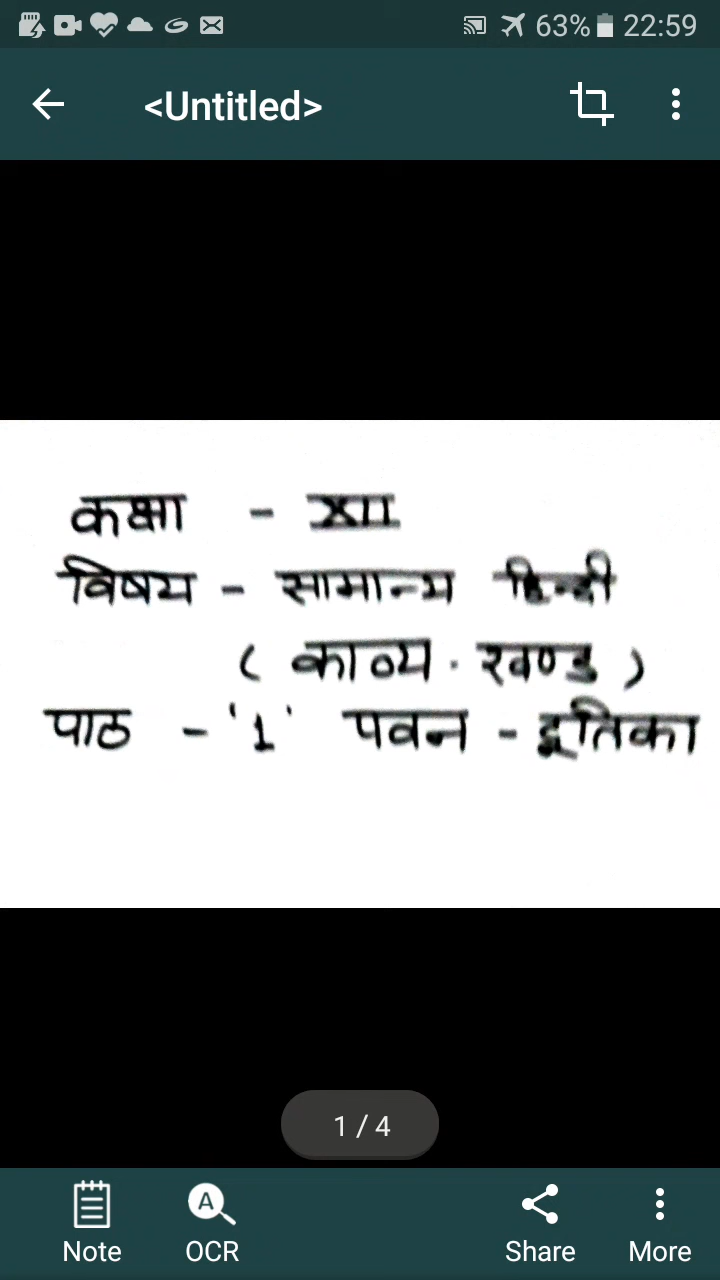 63% 22:59
<Untitled>
कक्षा - XII
विषय - सामान्य हिन्दी
( काव्य - खण्ड )
पाठ - '1' पवन - दूतिका
1 / 4
A
Note OCR Share More